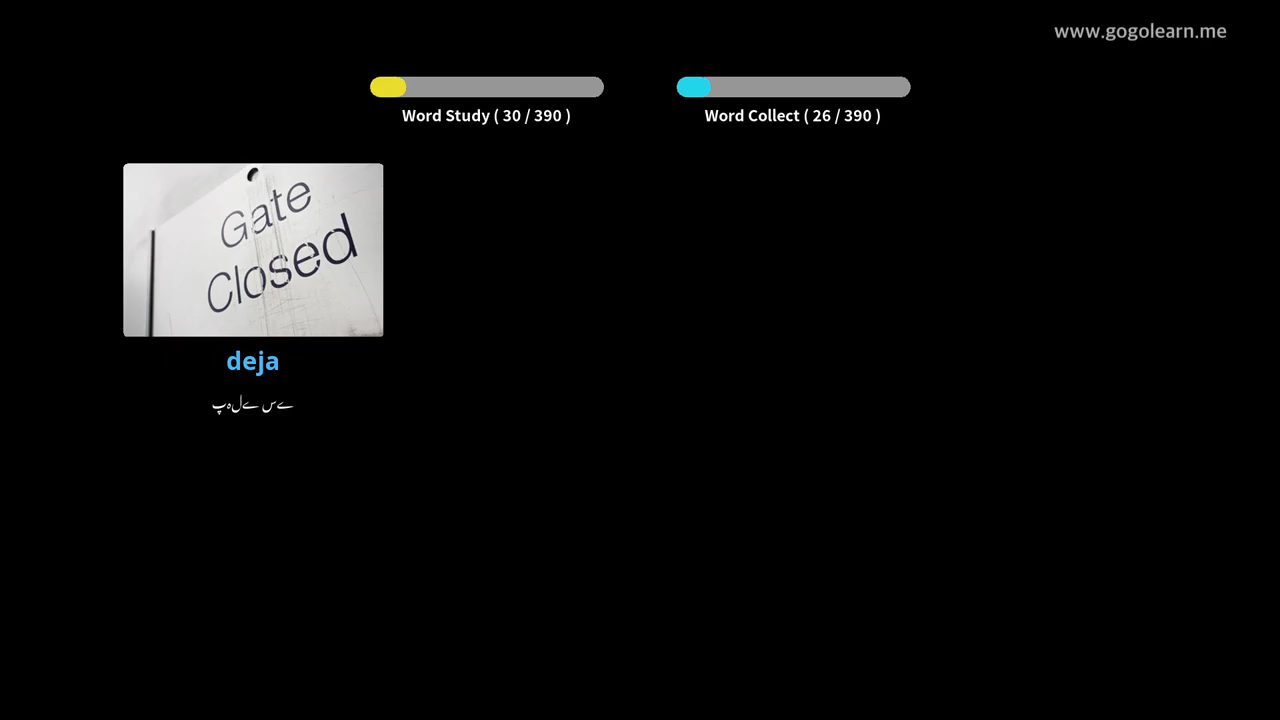 www.gogolearn.me
Word Study ( 30 / 390 )
Word Collect ( 26 / 390 )
Gate
Closed
deja
پہلے سے